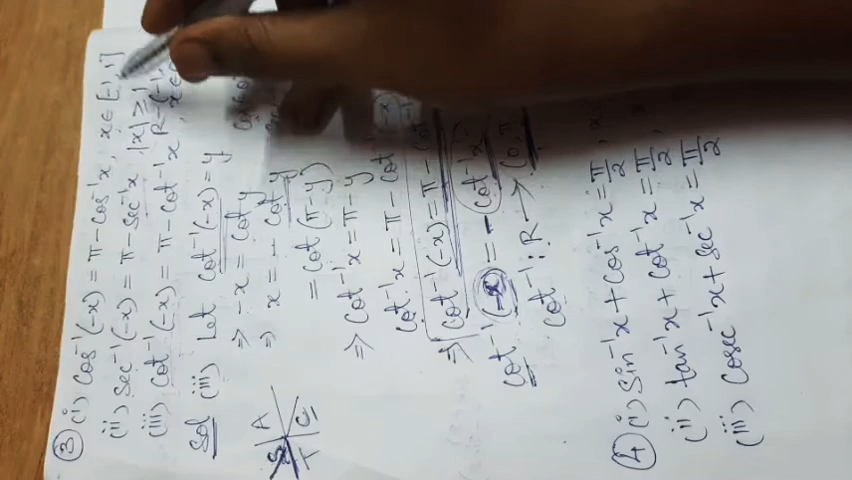 ③ (i) cos⁻¹(-x) = π - cos⁻¹x, x ∈ [-1, 1]
(ii) sec⁻¹(-x) = π - sec⁻¹x, |x| ≥ 1
(iii) cot⁻¹(-x) = π - cot⁻¹x
Sol (iii) Let cot⁻¹(-x) = y
⇒ -x = cot y
⇒ x = - cot y
= cot(π-y)
⇒ cot⁻¹x = π - y
cot⁻¹x = π - cot⁻¹
⇒ cot⁻¹(-x) = π - cot
cot⁻¹(-x) = - cot⁻¹x
cot⁻¹ : R → (0, π
A
S
T
C
④ (i) sin⁻¹x + cos⁻¹x = π/2,
(ii) tan⁻¹x + cot⁻¹x = π/2,
(iii) cosec⁻¹x + sec⁻¹x = π/2